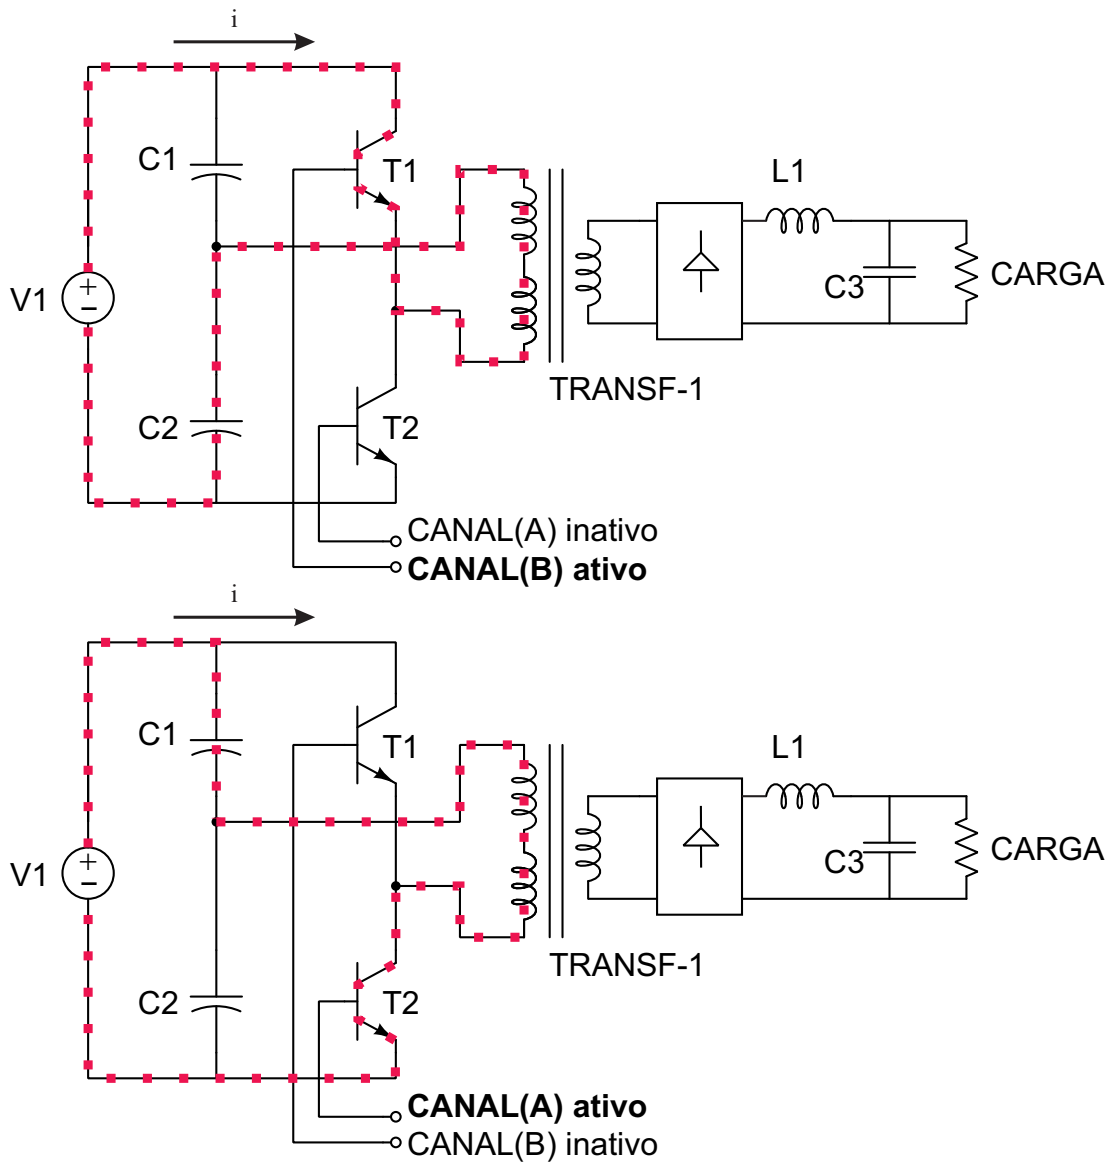 i
C1
T1
L1
V1
C3
CARGA
TRANSF-1
C2
T2
CANAL(A) inativo
CANAL(B) ativo
i
C1
T1
L1
V1
C3
CARGA
TRANSF-1
C2
T2
CANAL(A) ativo
CANAL(B) inativo